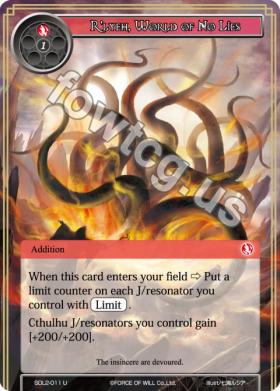 R'lyeh, World of No Lies
1
fowtcg.us
Addition
When this card enters your field ⇨ Put a
limit counter on each J/resonator you
control with Limit.
Cthulhu J/resonators you control gain
[+200/+200].
The insincere are devoured.
SDL2-011 U
©FORCE OF WILL Co.,Ltd.